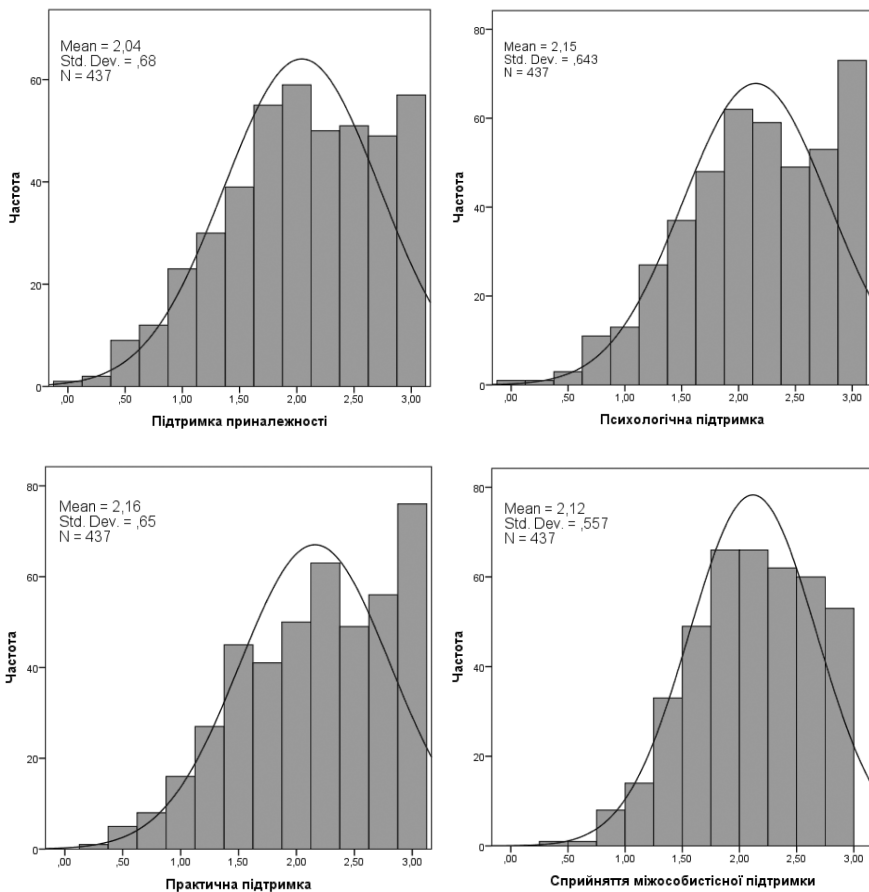 Mean = 2,04
Std. Dev. = ,68
N = 437
Частота
60
40
20
0
,00 ,50 1,00 1,50 2,00 2,50 3,00
Підтримка приналежності
Mean = 2,15
Std. Dev. = ,643
N = 437
Частота
80
60
40
20
0
,00 ,50 1,00 1,50 2,00 2,50 3,00
Психологічна підтримка
Mean = 2,16
Std. Dev. = ,65
N = 437
Частота
80
60
40
20
0
,00 ,50 1,00 1,50 2,00 2,50 3,00
Практична підтримка
Mean = 2,12
Std. Dev. = ,557
N = 437
Частота
80
60
40
20
0
,00 ,50 1,00 1,50 2,00 2,50 3,00
Сприйняття міжособистісної підтримки